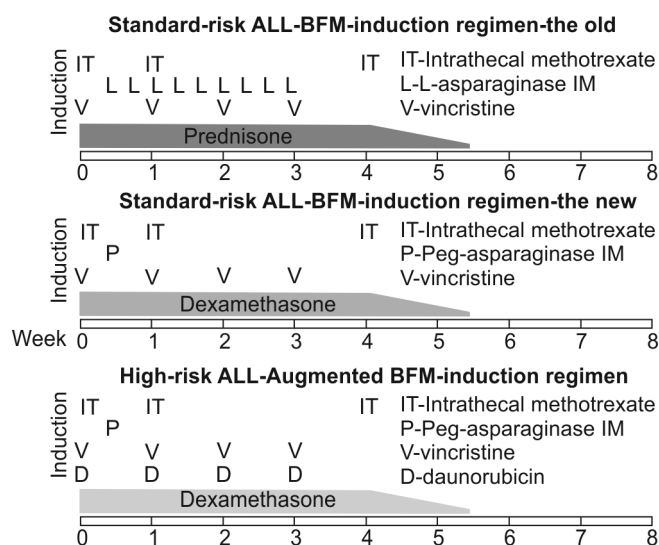 Standard-risk ALL-BFM-induction regimen-the old
Induction
IT IT IT IT-Intrathecal methotrexate
L L L L L L L L L L-L-asparaginase IM
V V V V V-vincristine
Prednisone
0 1 2 3 4 5 6 7 8
Standard-risk ALL-BFM-induction regimen-the new
Induction
IT IT IT IT-Intrathecal methotrexate
P P-Peg-asparaginase IM
V V V V V-vincristine
Dexamethasone
Week 0 1 2 3 4 5 6 7 8
High-risk ALL-Augmented BFM-induction regimen
Induction
IT IT IT IT-Intrathecal methotrexate
P P-Peg-asparaginase IM
V V V V V-vincristine
D D D D D-daunorubicin
Dexamethasone
0 1 2 3 4 5 6 7 8